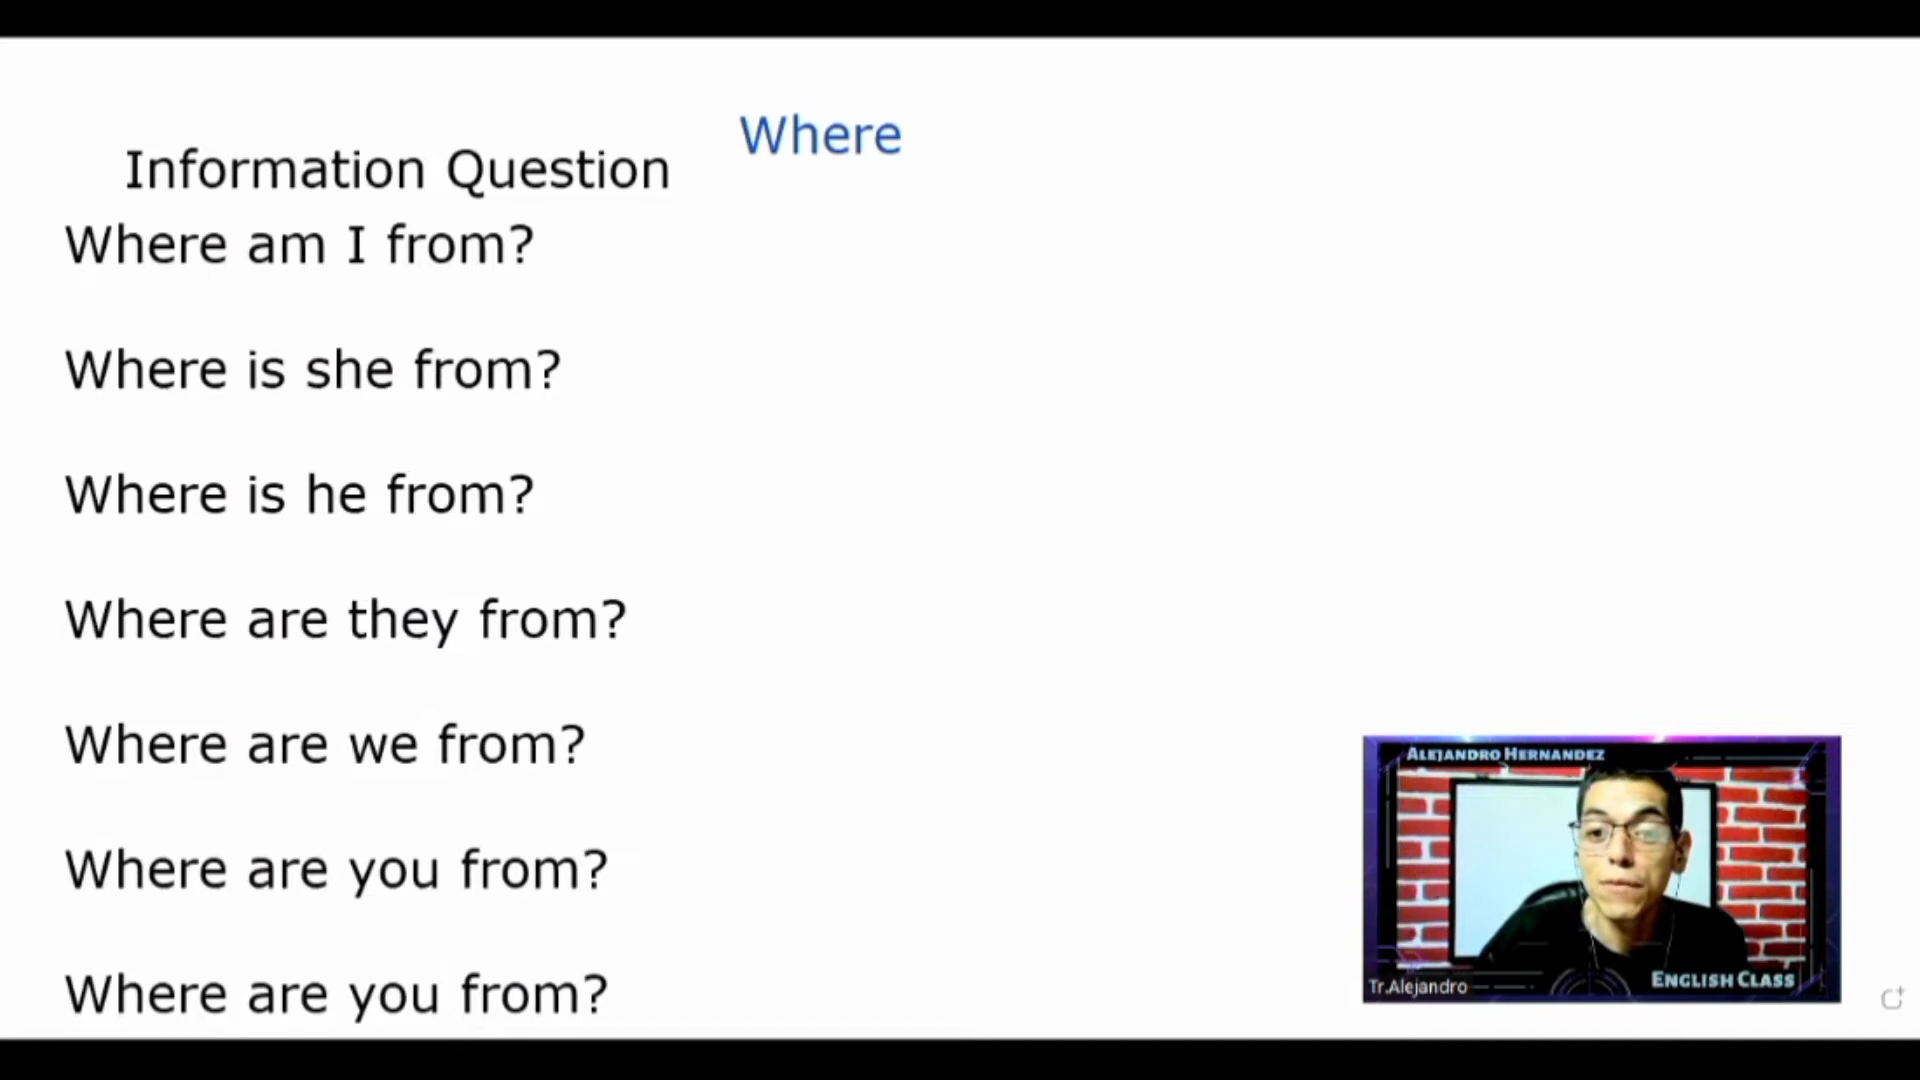 Where
Information Question
Where am I from?
Where is she from?
Where is he from?
Where are they from?
Where are we from?
Where are you from?
Where are you from?
ALEJANDRO HERNANDEZ
ENGLISH CLASS
Tr.Alejandro